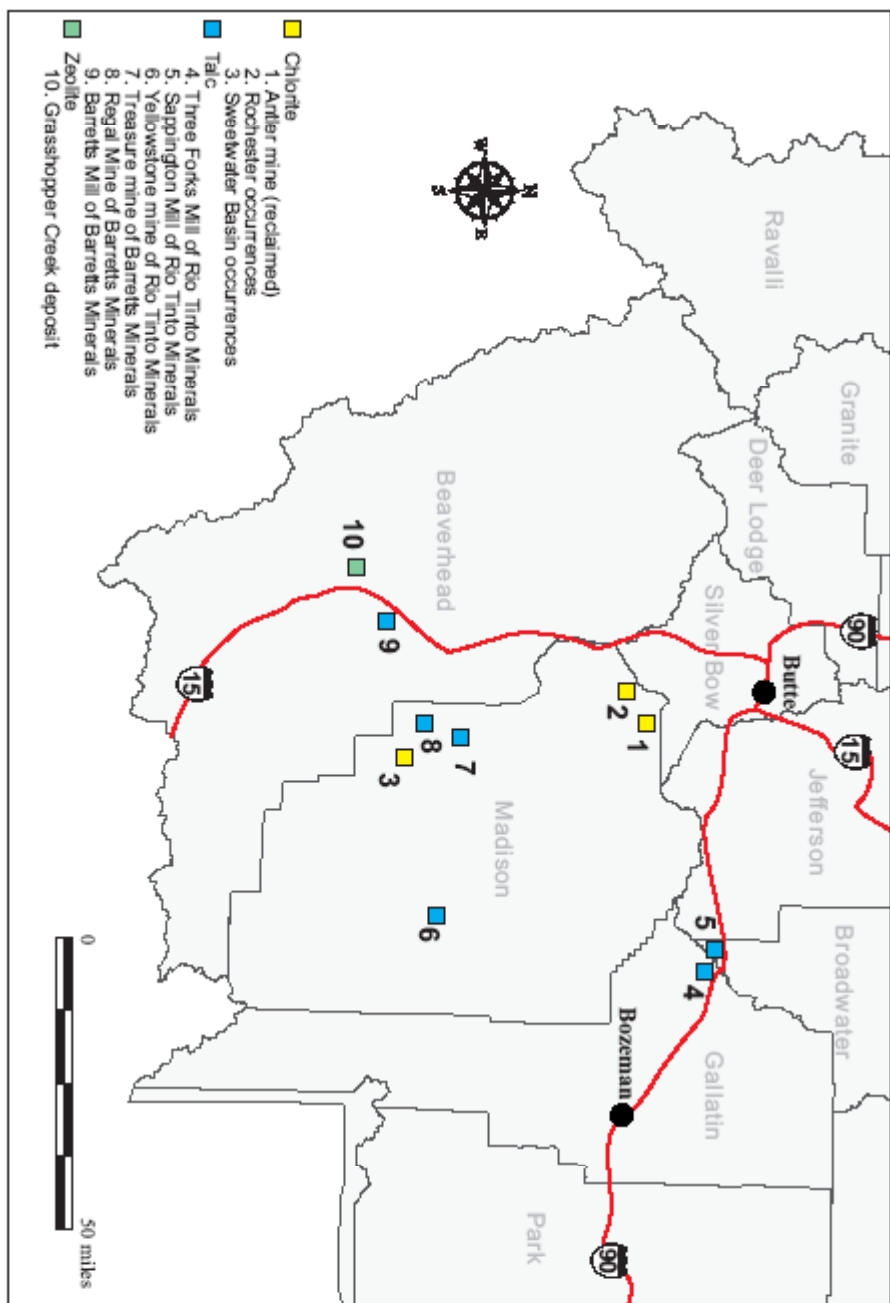 Ravalli
Granite
Deer Lodge
Silver Bow
Butte
Jefferson
Broadwater
Gallatin
Bozeman
Park
Madison
Beaverhead
90
15
90
15
1
2
3
4
5
6
7
8
9
10
N
W
E
S
Chlorite
1. Antler mine (reclaimed)
2. Rochester occurrences
3. Sweetwater Basin occurrences
Talc
4. Three Forks Mill of Rio Tinto Minerals
5. Sappington Mill of Rio Tinto Minerals
6. Yellowstone mine of Rio Tinto Minerals
7. Treasure mine of Barretts Minerals
8. Regal Mine of Barretts Minerals
9. Barretts Mill of Barretts Minerals
Zeolite
10. Grasshopper Creek deposit
0
50 miles